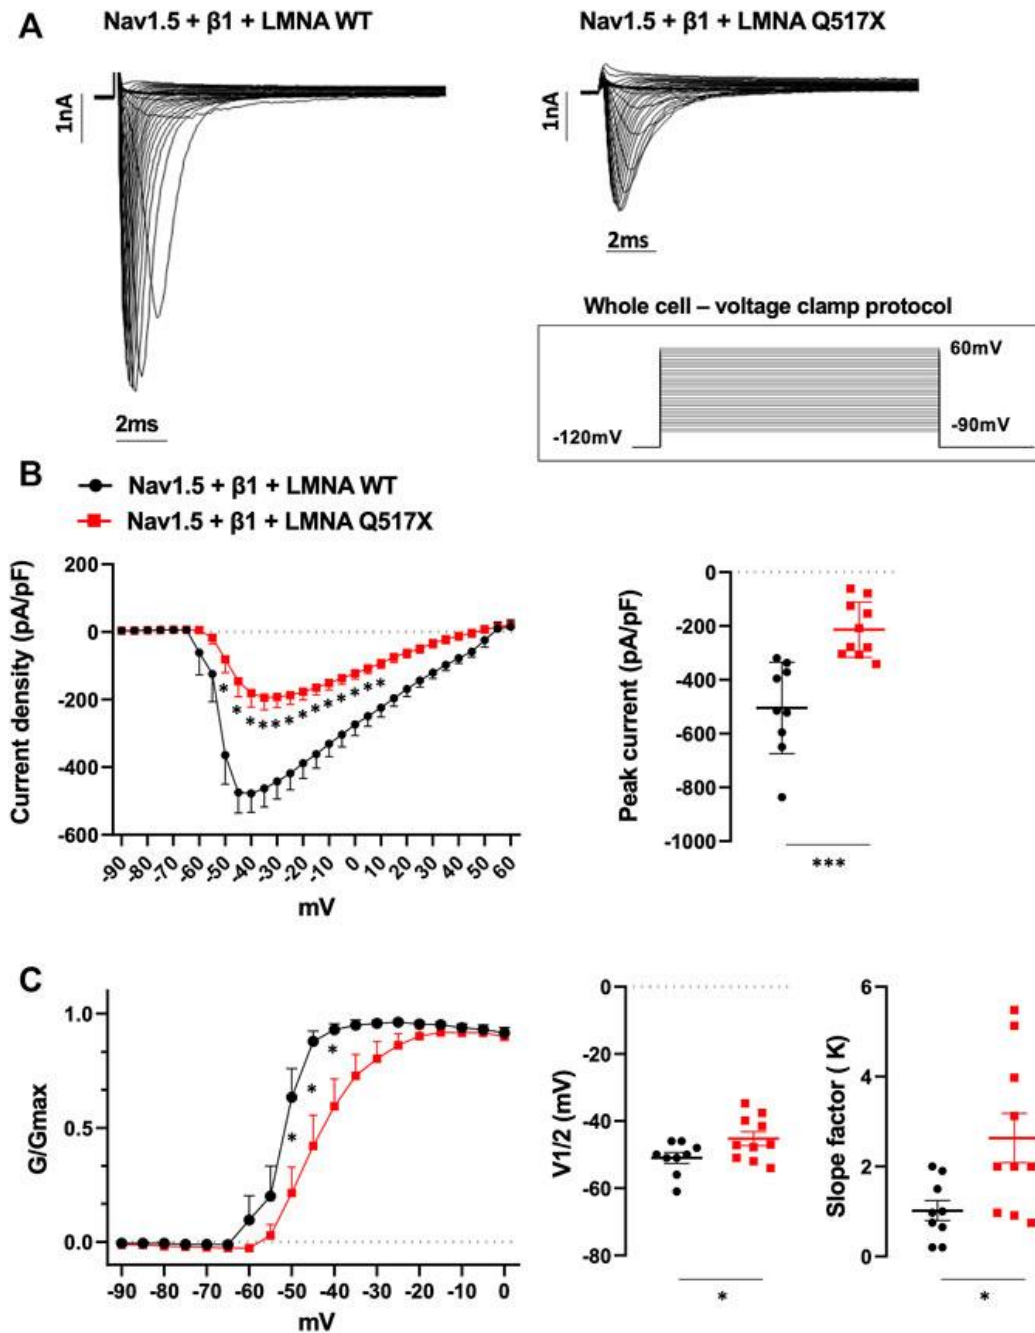 A
Nav1.5 + β1 + LMNA WT
Nav1.5 + β1 + LMNA Q517X
1nA
2ms
1nA
2ms
Whole cell – voltage clamp protocol
60mV
-90mV
-120mV
B
Nav1.5 + β1 + LMNA WT
Nav1.5 + β1 + LMNA Q517X
Current density (pA/pF)
200
0
-200
-400
-600
-90 -70 -60 -50 -40 -30 -20 -10 0 10 20 30 40 50 60
mV
* * * * * * * * * * * * *
Peak current (pA/pF)
0
-200
-400
-600
-800
-1000
***
C
G/Gmax
1.0
0.5
0.0
* * *
-90 -80 -70 -60 -50 -40 -30 -20 -10 0
mV
V1/2 (mV)
0
-20
-40
-60
-80
*
Slope factor ( K)
6
4
2
0
*